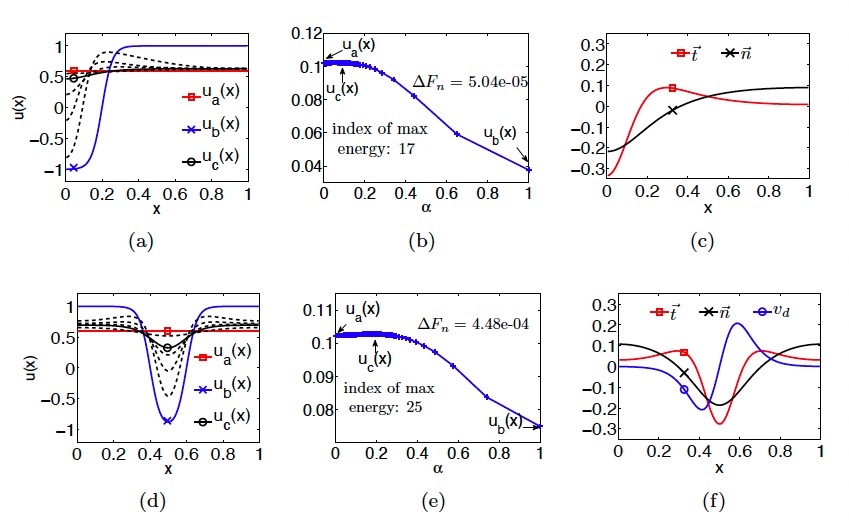 1
0.5
0
−0.5
−1
u(x)
0 0.2 0.4 0.6 0.8 1
x
u_a(x)
u_b(x)
u_c(x)
(a)
0.12
0.1
0.08
0.06
0.04
0 0.2 0.4 0.6 0.8 1
α
u_a(x)
u_c(x)
ΔF_n = 5.04e-05
index of max
energy: 17
u_b(x)
(b)
0.3
0.2
0.1
0
−0.1
−0.2
−0.3
0 0.2 0.4 0.6 0.8 1
x
t⃗ n⃗
(c)
1
0.5
0
−0.5
−1
u(x)
0 0.2 0.4 0.6 0.8 1
x
u_a(x)
u_b(x)
u_c(x)
(d)
0.11
0.1
0.09
0.08
0 0.2 0.4 0.6 0.8 1
α
u_a(x)
ΔF_n = 4.48e-04
u_c(x)
index of max
energy: 25
u_b(x)
(e)
0.3
0.2
0.1
0
−0.1
−0.2
−0.3
0 0.2 0.4 0.6 0.8 1
x
t⃗ n⃗ v_d
(f)